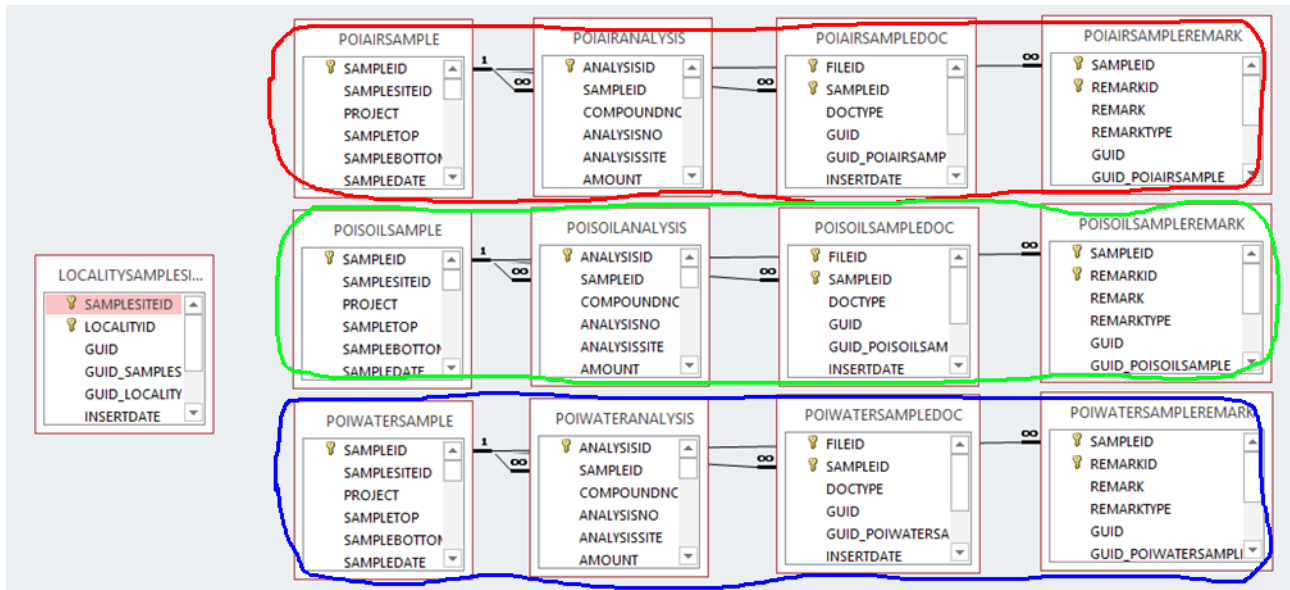 POIAIRSAMPLE
SAMPLEID
SAMPLESITEID
PROJECT
SAMPLETOP
SAMPLEBOTTOM
SAMPLEDATE
1
∞
POIAIRANALYSIS
ANALYSISID
SAMPLEID
COMPOUNDNC
ANALYSISNO
ANALYSISSITE
AMOUNT
∞
POIAIRSAMPLEDOC
FILEID
SAMPLEID
DOCTYPE
GUID
GUID_POIAIRSAMP
INSERTDATE
∞
POIAIRSAMPLEREMARK
SAMPLEID
REMARKID
REMARK
REMARKTYPE
GUID
GUID_POIAIRSAMPLE
LOCALITYSAMPLESI...
SAMPLESITEID
LOCALITYID
GUID
GUID_SAMPLES
GUID_LOCALITY
INSERTDATE
POISOILSAMPLE
SAMPLEID
SAMPLESITEID
PROJECT
SAMPLETOP
SAMPLEBOTTOM
SAMPLEDATE
1
∞
POISOILANALYSIS
ANALYSISID
SAMPLEID
COMPOUNDNC
ANALYSISNO
ANALYSISSITE
AMOUNT
∞
POISOILSAMPLEDOC
FILEID
SAMPLEID
DOCTYPE
GUID
GUID_POISOILSAM
INSERTDATE
∞
POISOILSAMPLEREMARK
SAMPLEID
REMARKID
REMARK
REMARKTYPE
GUID
GUID_POISOILSAMPLE
POIWATERSAMPLE
SAMPLEID
SAMPLESITEID
PROJECT
SAMPLETOP
SAMPLEBOTTOM
SAMPLEDATE
1
∞
POIWATERANALYSIS
ANALYSISID
SAMPLEID
COMPOUNDNC
ANALYSISNO
ANALYSISSITE
AMOUNT
∞
POIWATERSAMPLEDOC
FILEID
SAMPLEID
DOCTYPE
GUID
GUID_POIWATERSA
INSERTDATE
∞
POIWATERSAMPLEREMARK
SAMPLEID
REMARKID
REMARK
REMARKTYPE
GUID
GUID_POIWATERSAMPLI